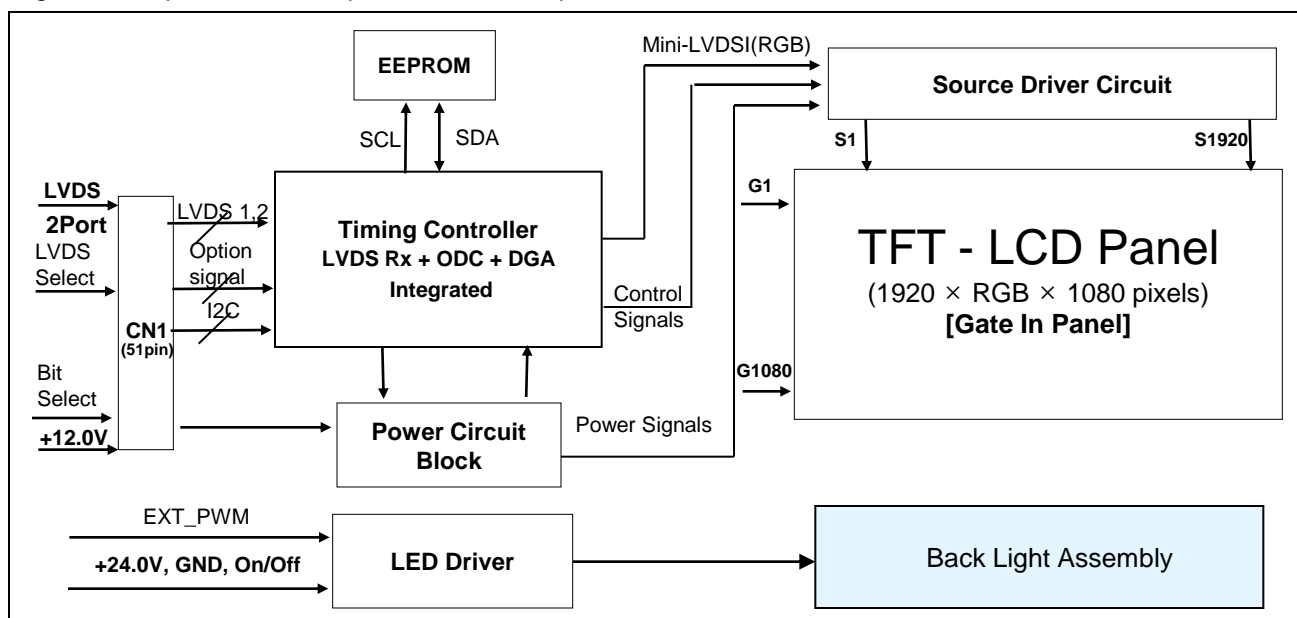 Mini-LVDSI(RGB)
EEPROM
Source Driver Circuit
SCL
SDA
S1
S1920
LVDS
2Port
LVDS
Select
LVDS 1,2
Option
signal
I2C
CN1
(51pin)
Timing Controller
LVDS Rx + ODC + DGA
Integrated
Control
Signals
G1
TFT - LCD Panel
(1920 × RGB × 1080 pixels)
[Gate In Panel]
G1080
Bit
Select
+12.0V
Power Circuit
Block
Power Signals
EXT_PWM
+24.0V, GND, On/Off
LED Driver
Back Light Assembly